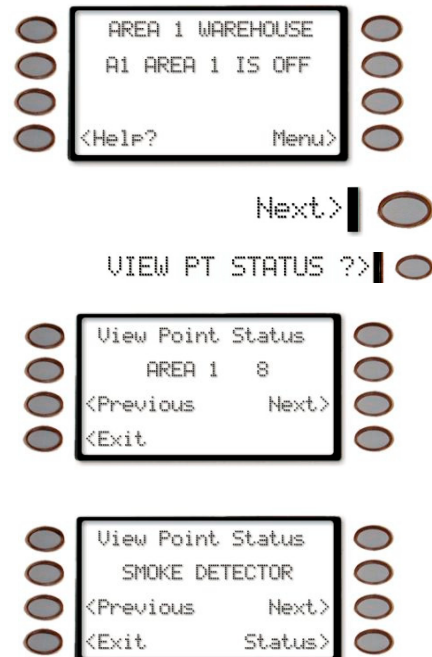 AREA 1 WAREHOUSE
A1 AREA 1 IS OFF
<Help? Menu>
Next>
VIEW PT STATUS ?>
View Point Status
AREA 1 8
<Previous Next>
<Exit
View Point Status
SMOKE DETECTOR
<Previous Next>
<Exit Status>